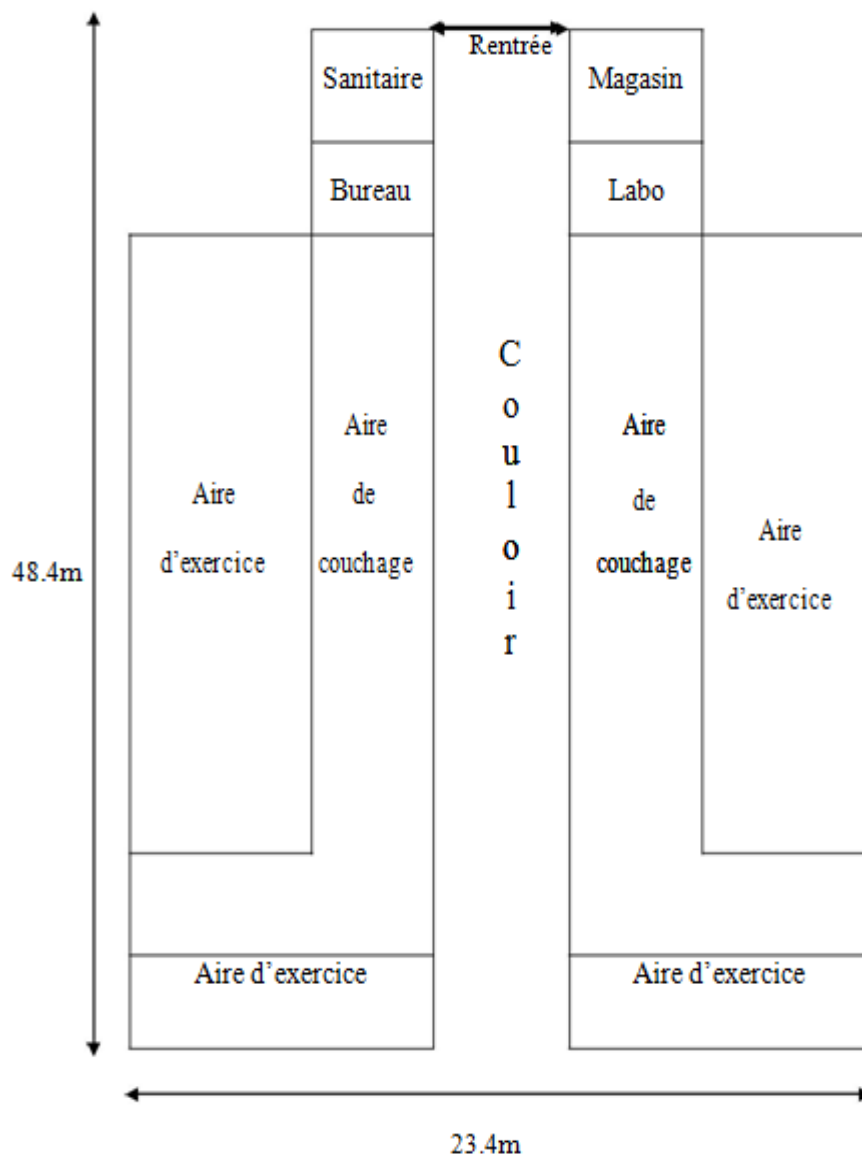 Rentrée
Sanitaire
Magasin
Bureau
Labo
C
o
u
l
o
i
r
Aire
d’exercice
Aire
de
couchage
Aire
de
couchage
Aire
d’exercice
48.4m
Aire d’exercice
Aire d’exercice
23.4m